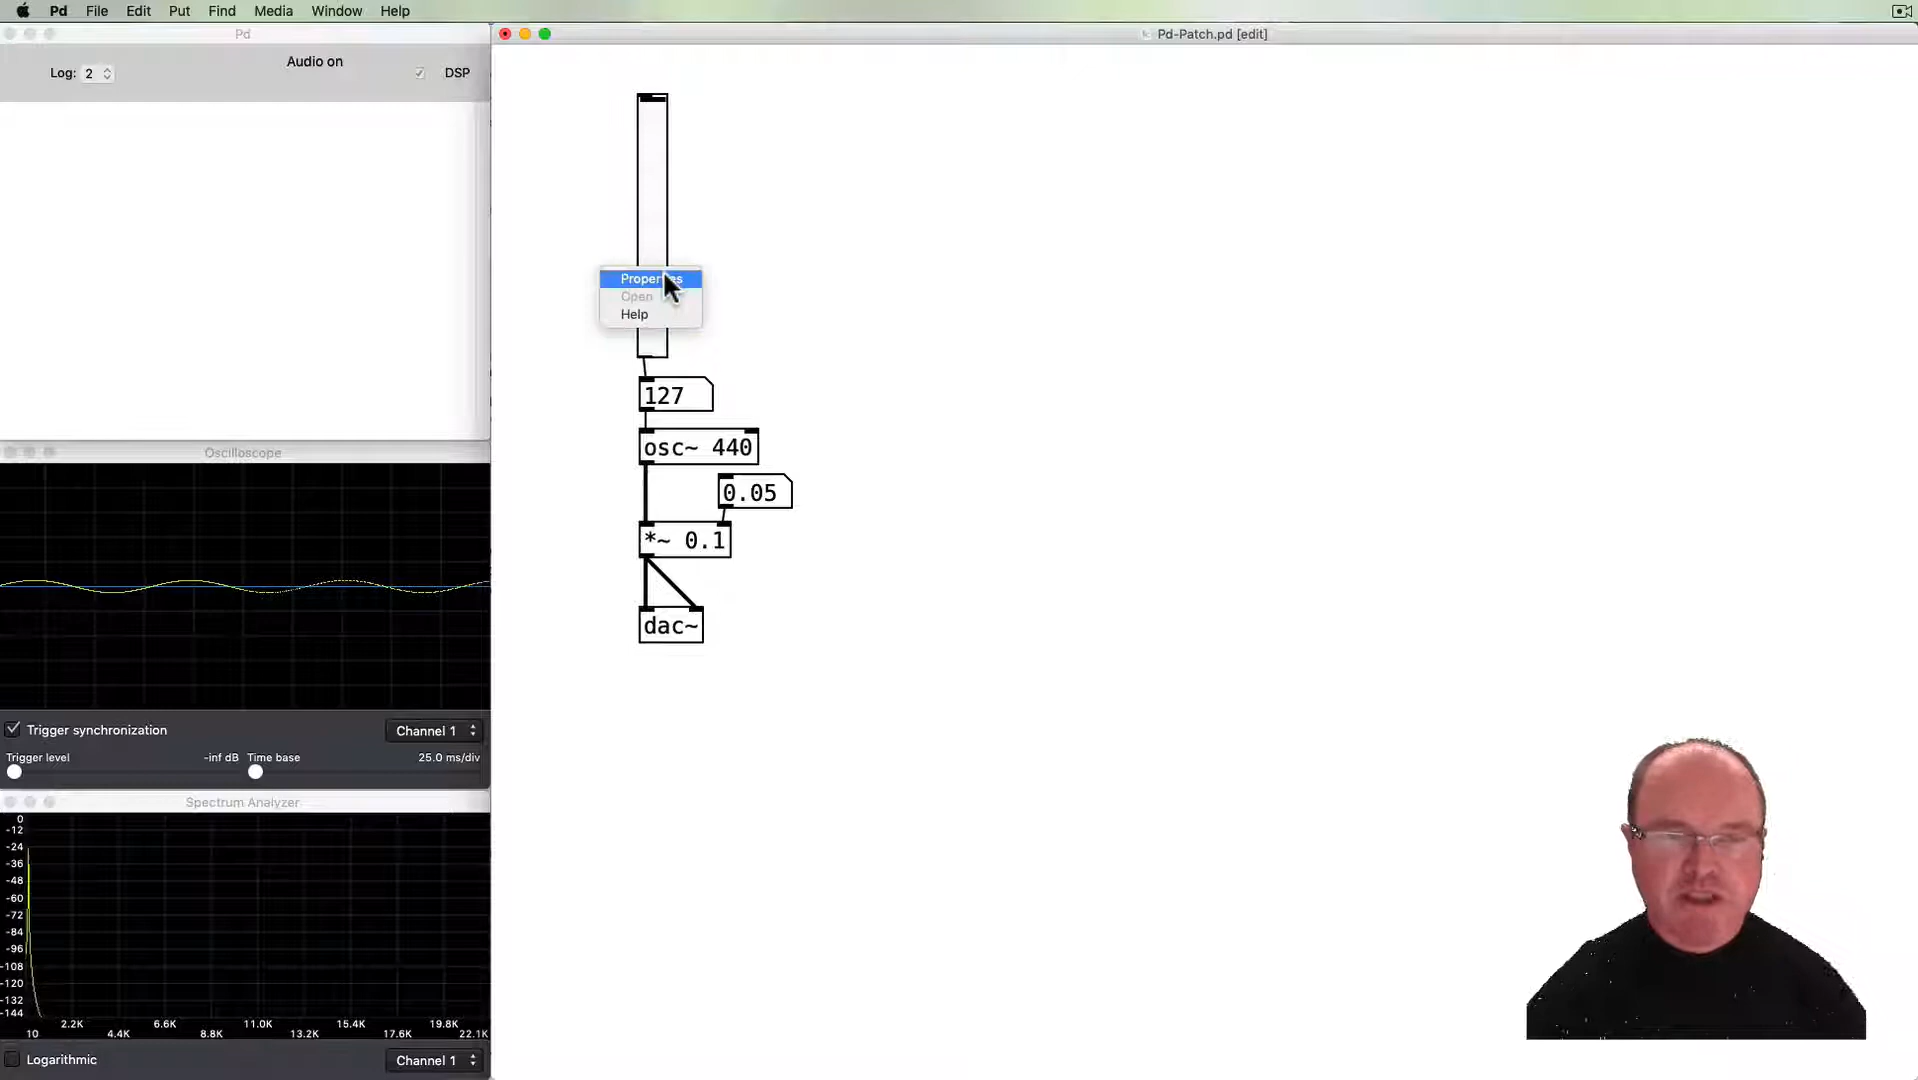 Pd File Edit Put Find Media Window Help
Pd
Pd-Patch.pd [edit]
Audio on
Log: 2
DSP
Properties
Open
Help
127
osc~ 440
0.05
*~ 0.1
dac~
Oscilloscope
Trigger synchronization
Channel 1
Trigger level
-inf dB
Time base
25.0 ms/div
Spectrum Analyzer
0
-12
-24
-36
-48
-60
-72
-84
-96
-108
-120
-132
-144
2.2K 6.6K 11.0K 15.4K 19.8K
10 4.4K 8.8K 13.2K 17.6K 22.1K
Logarithmic
Channel 1